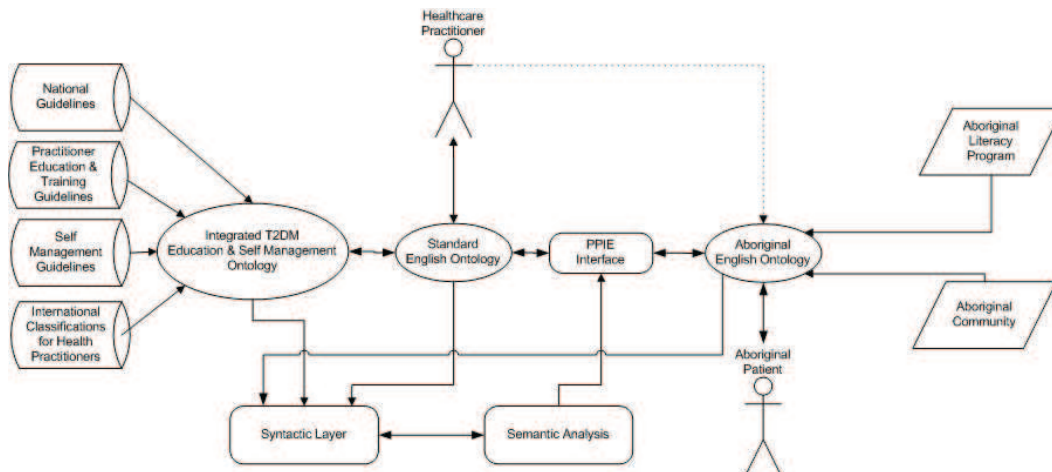 Healthcare
Practitioner
National
Guidelines
Practitioner
Education &
Training
Guidelines
Self
Management
Guidelines
International
Classifications
for Health
Practitioners
Integrated T2DM
Education & Self Management
Ontology
Standard
English Ontology
PPIE
Interface
Aboriginal
English Ontology
Aboriginal
Literacy
Program
Aboriginal
Community
Aboriginal
Patient
Syntactic Layer
Semantic Analysis